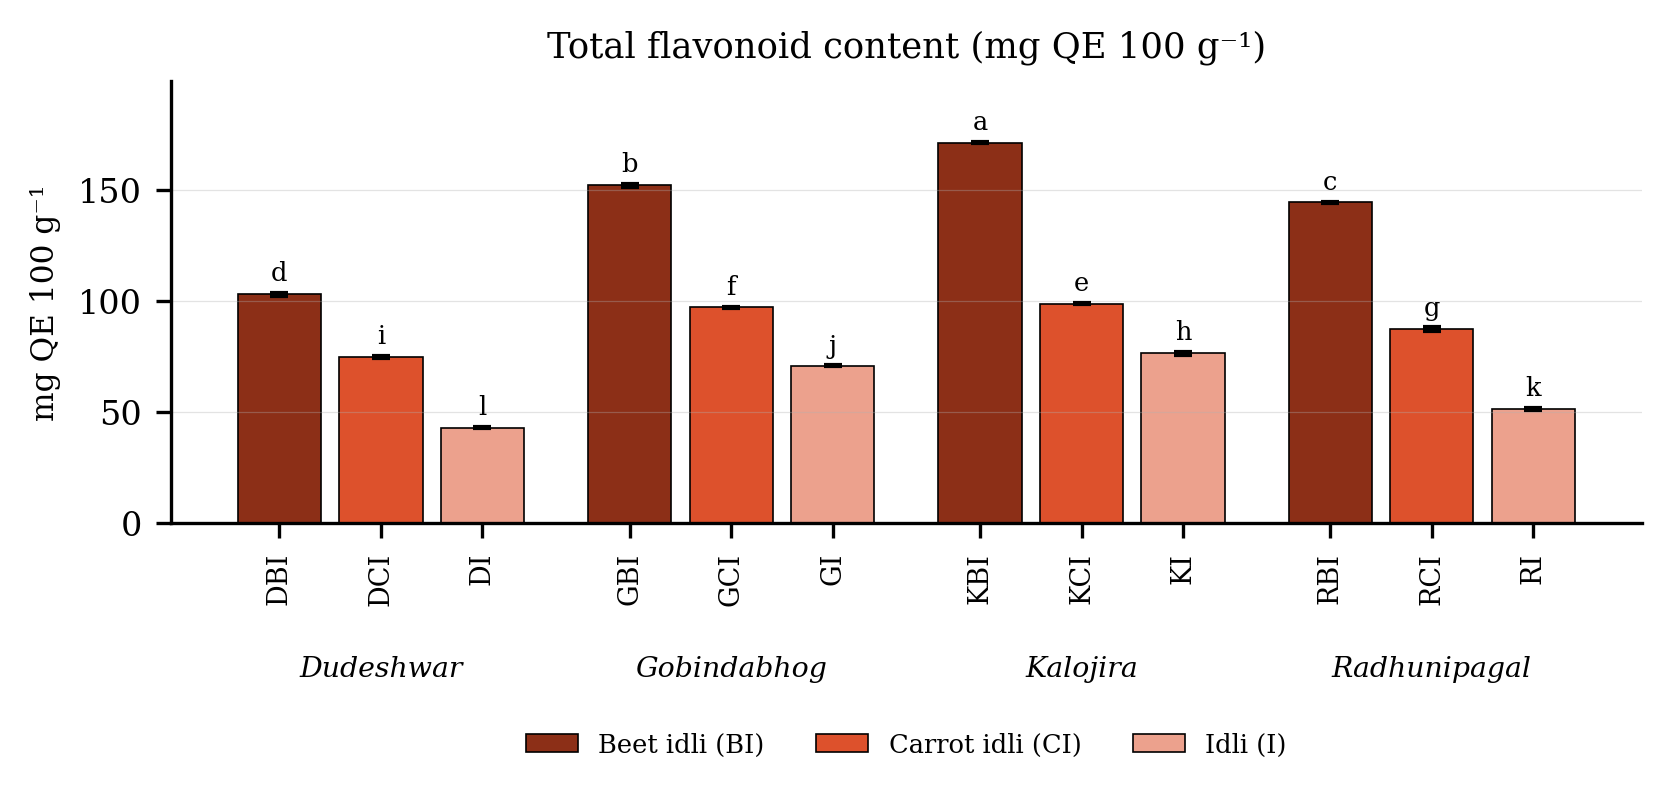 Total flavonoid content (mg QE 100 g⁻¹)
mg QE 100 g⁻¹
150
100
50
0
d
i
l
b
f
j
a
e
h
c
g
k
DBI
DCI
DI
GBI
GCI
GI
KBI
KCI
KI
RBI
RCI
RI
Dudeshwar
Gobindabhog
Kalojira
Radhunipagal
Beet idli (BI)
Carrot idli (CI)
Idli (I)